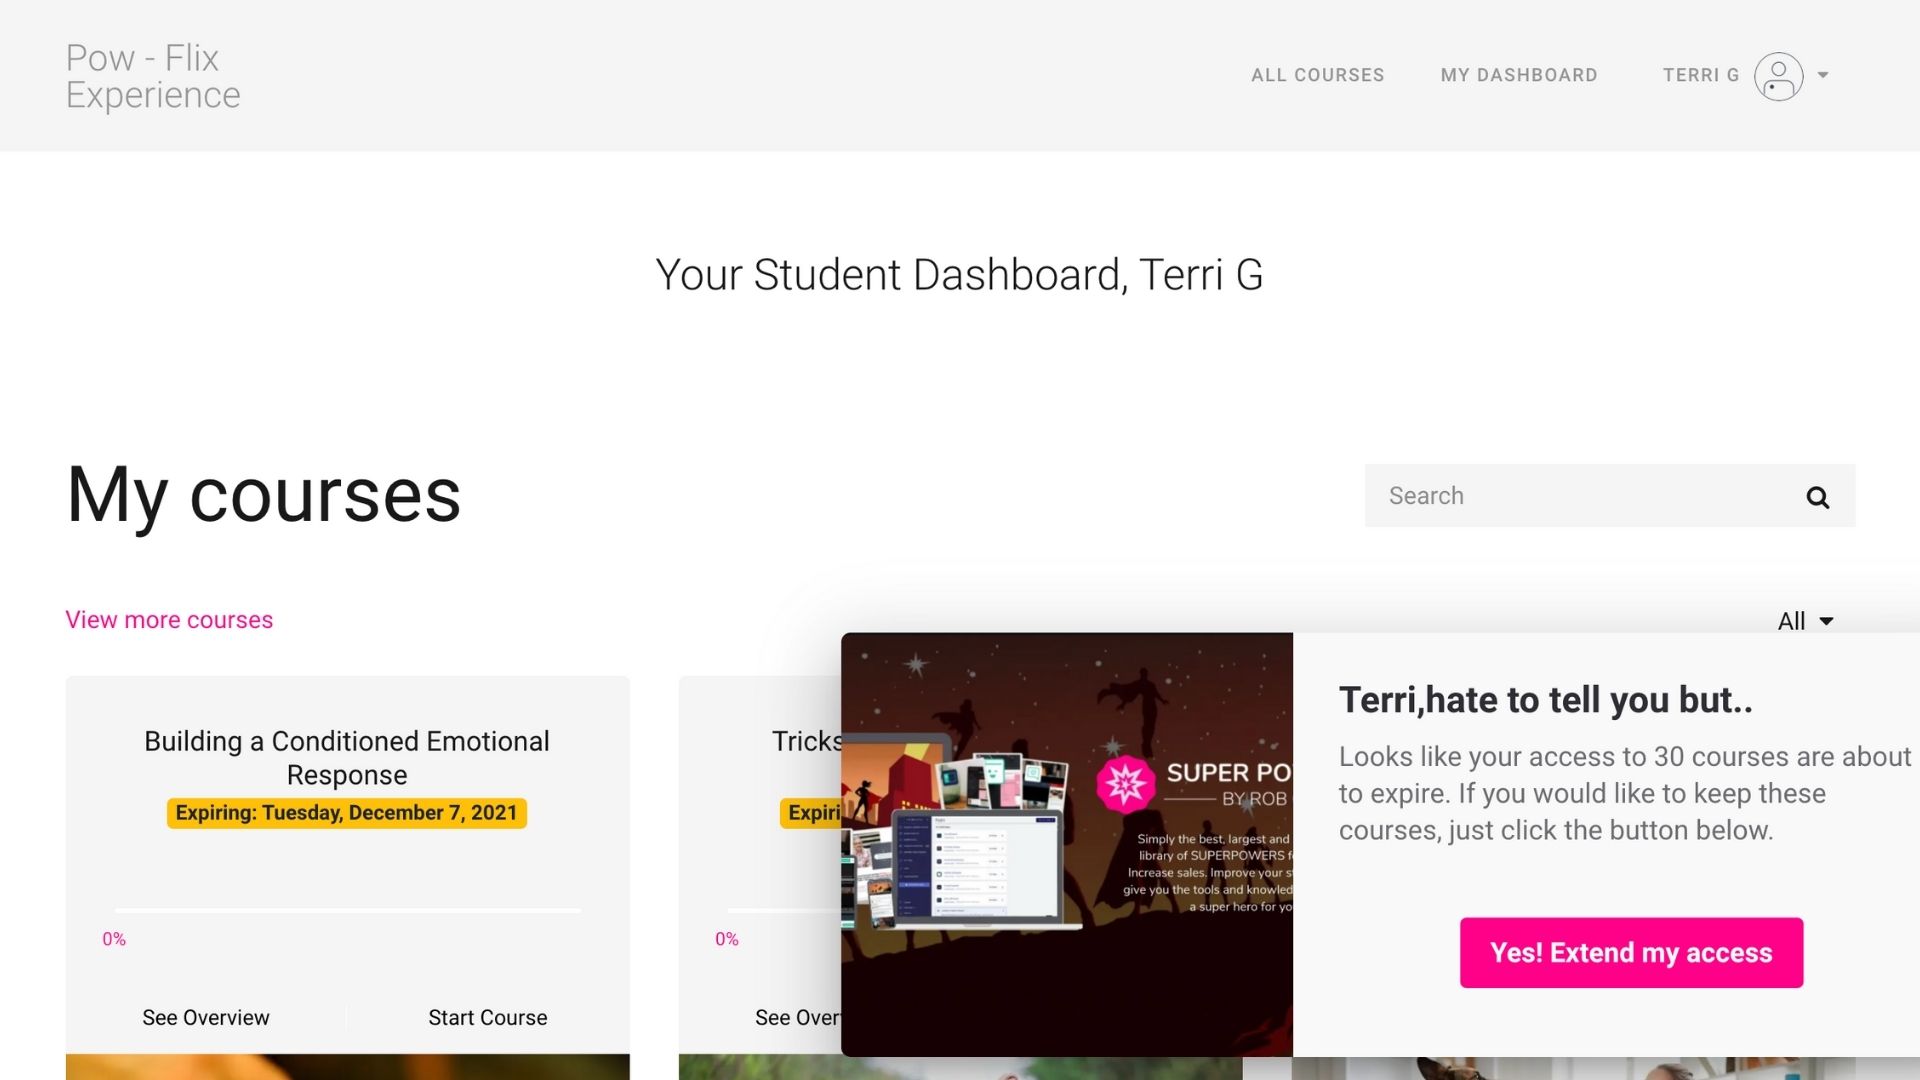 Pow - Flix
Experience
ALL COURSES
MY DASHBOARD
TERRI G
Your Student Dashboard, Terri G
My courses
Search
View more courses
All
Building a Conditioned Emotional
Response
Expiring: Tuesday, December 7, 2021
0%
See Overview
Start Course
Tricks
Expiri
0%
See Over
SUPER PO
BY ROB
Simply the best, largest and
library of SUPERPOWERS f
Increase sales. Improve your s
give you the tools and knowled
a super hero for yo
Terri,hate to tell you but..
Looks like your access to 30 courses are about
to expire. If you would like to keep these
courses, just click the button below.
Yes! Extend my access